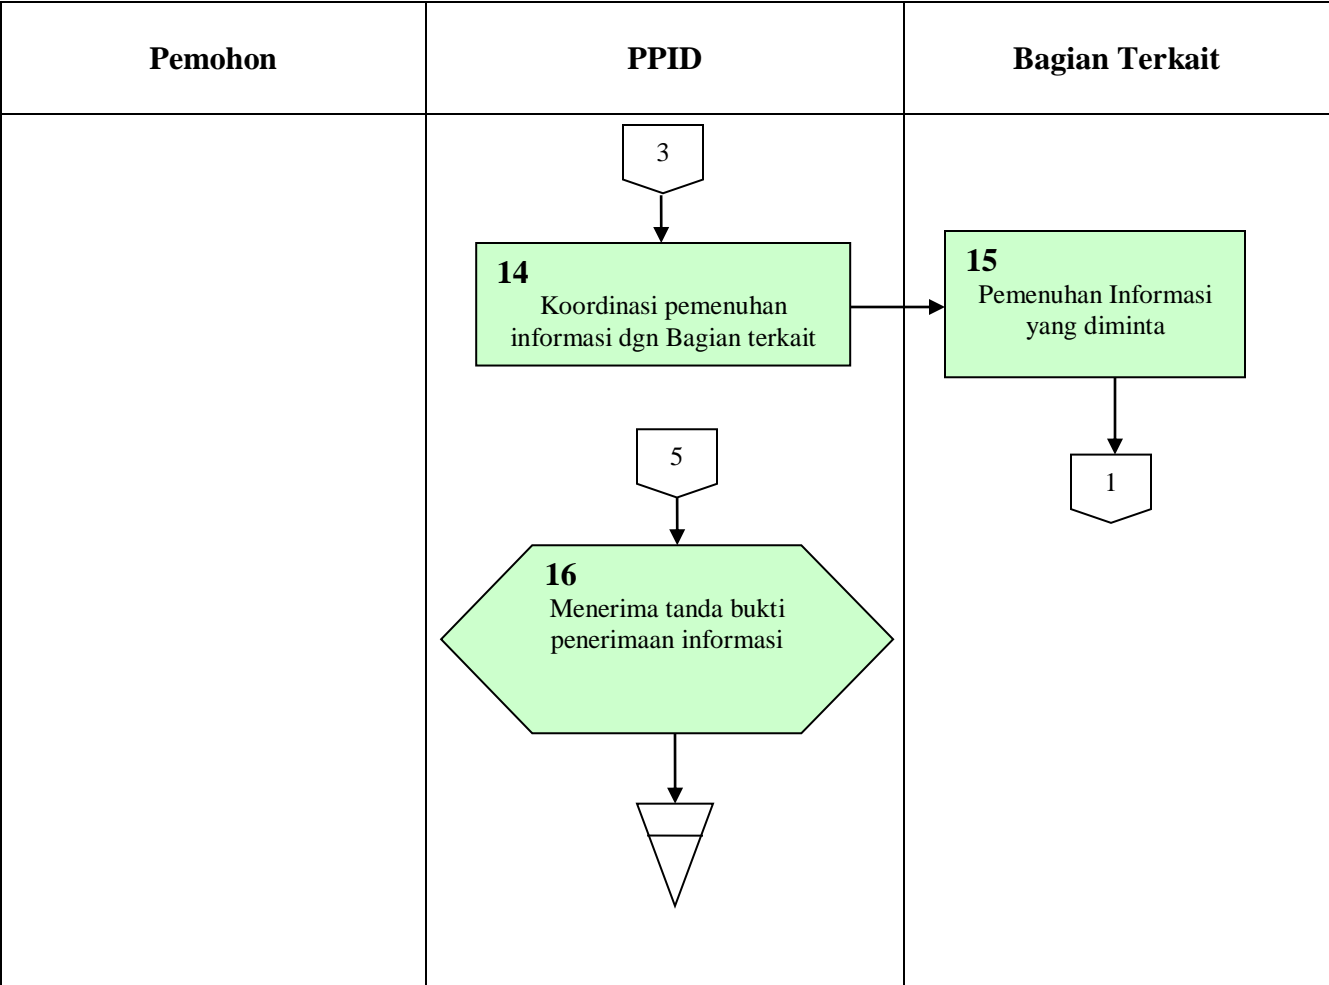 Pemohon
PPID
Bagian Terkait
3
14
Koordinasi pemenuhan
informasi dgn Bagian terkait
15
Pemenuhan Informasi
yang diminta
5
1
16
Menerima tanda bukti
penerimaan informasi